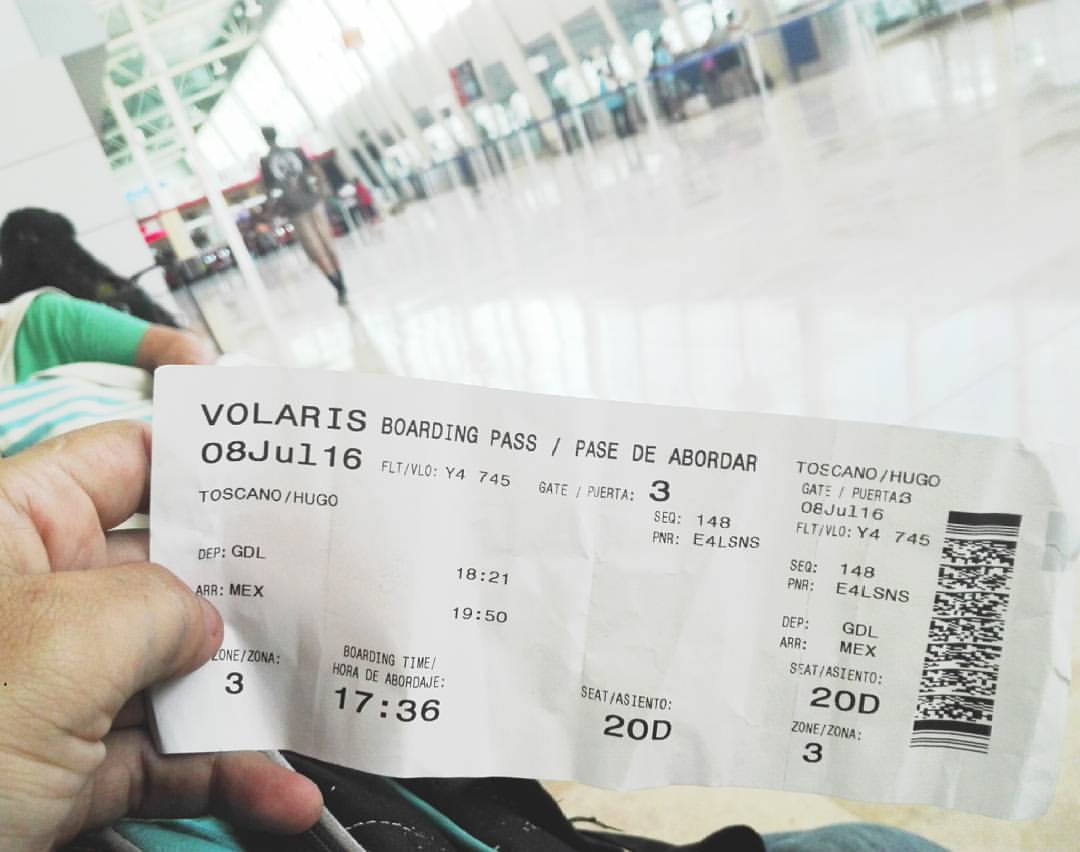 VOLARIS BOARDING PASS / PASE DE ABORDAR
08Jul16 FLT/VLO: Y4 745 GATE / PUERTA: 3
TOSCANO/HUGO
SEQ: 148
PNR: E4LSNS
DEP: GDL 18:21
ARR: MEX 19:50
ZONE/ZONA:
3
BOARDING TIME/
HORA DE ABORDAJE:
17:36
SEAT/ASIENTO:
20D
TOSCANO/HUGO
GATE / PUERTA:3
08Jul16
FLT/VLO: Y4 745
SEQ: 148
PNR: E4LSNS
DEP: GDL
ARR: MEX
SEAT/ASIENTO:
20D
ZONE/ZONA:
3